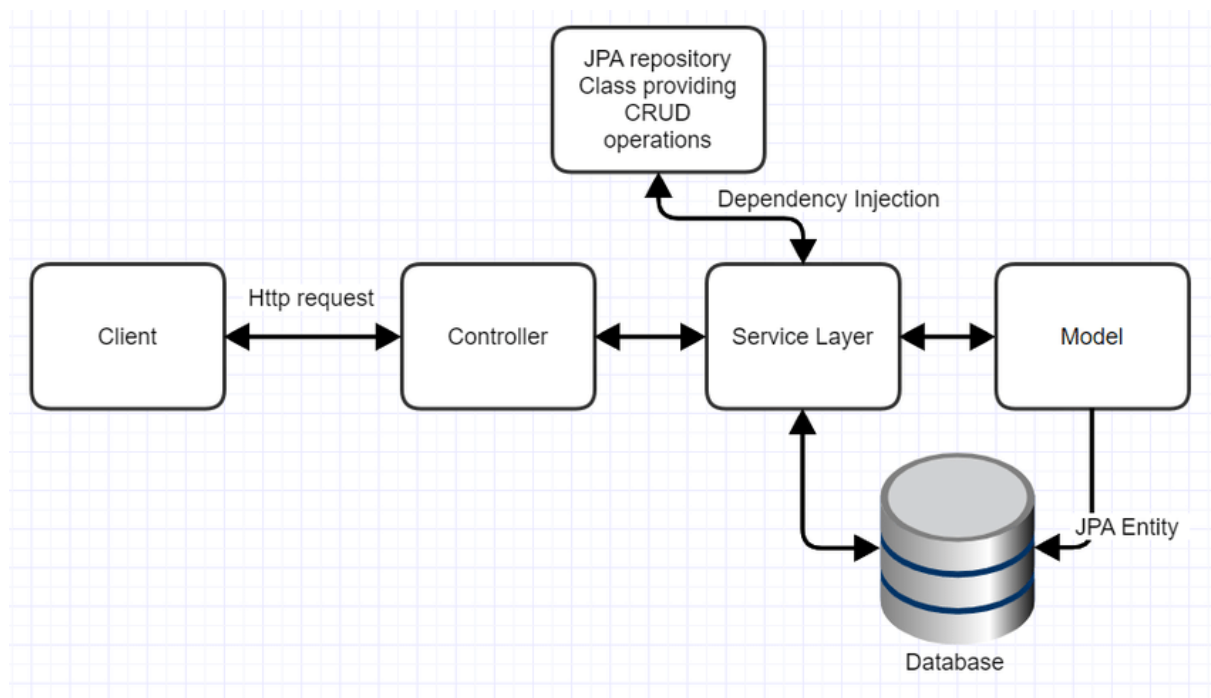 JPA repository
Class providing
CRUD
operations
Dependency Injection
Http request
Client
Controller
Service Layer
Model
JPA Entity
Database